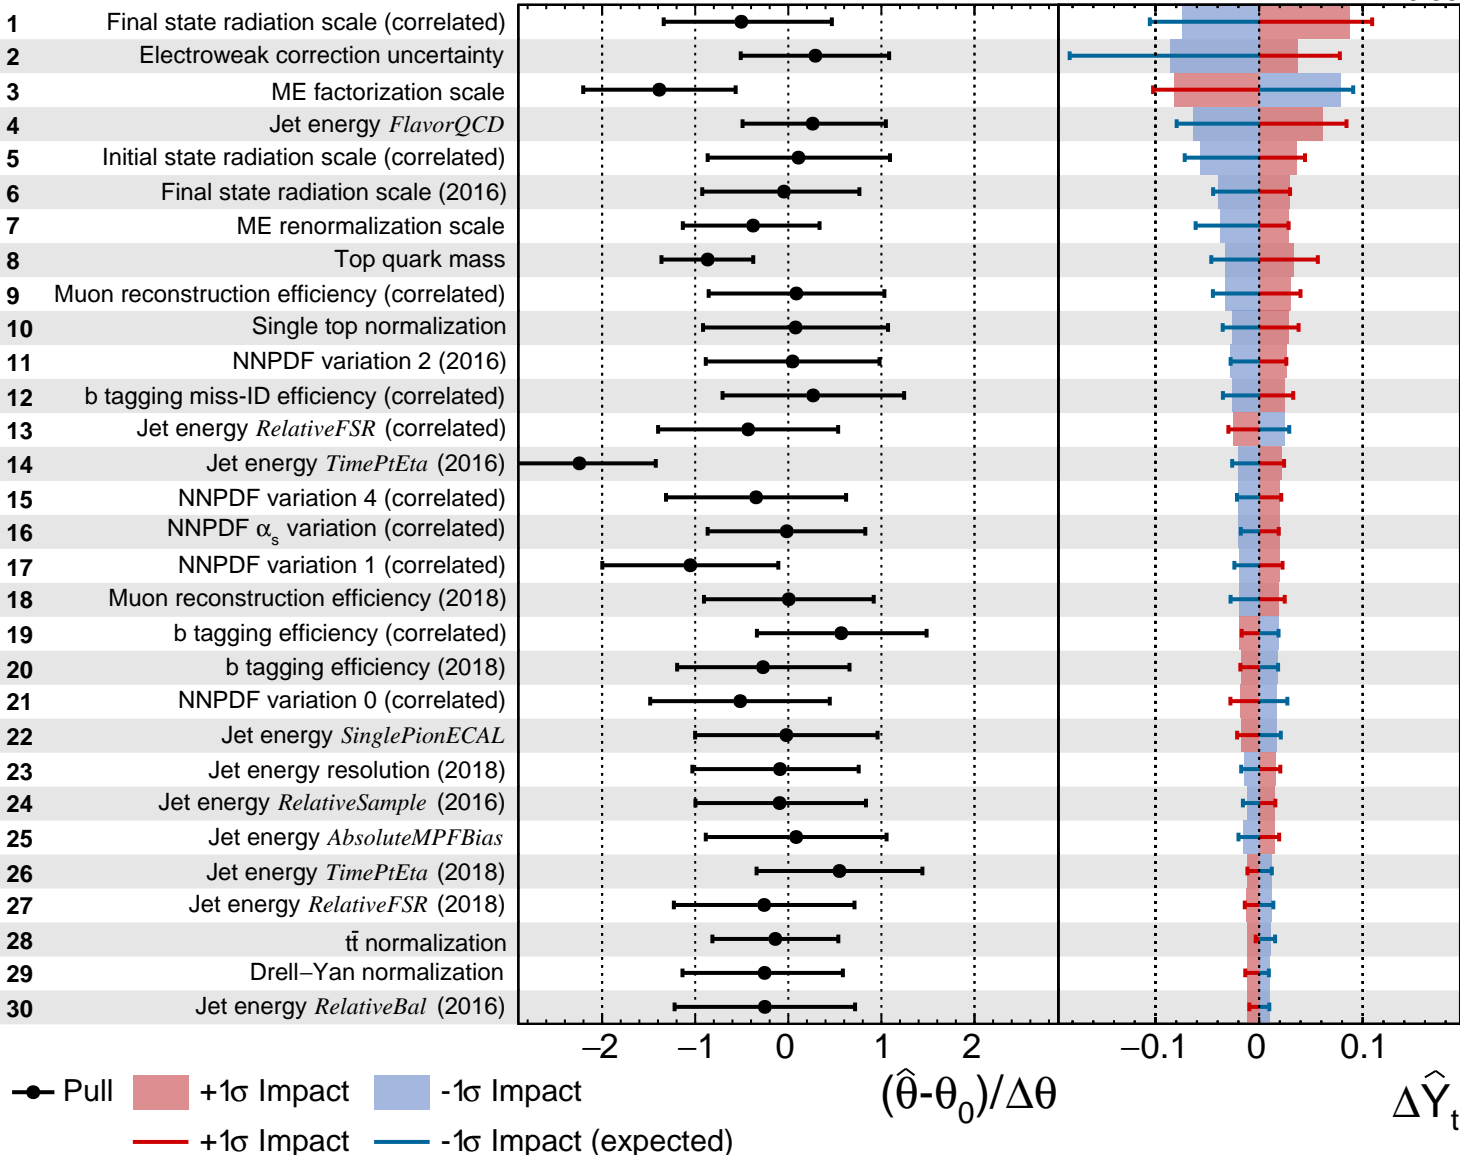 1 Final state radiation scale (correlated)
2 Electroweak correction uncertainty
3 ME factorization scale
4 Jet energy FlavorQCD
5 Initial state radiation scale (correlated)
6 Final state radiation scale (2016)
7 ME renormalization scale
8 Top quark mass
9 Muon reconstruction efficiency (correlated)
10 Single top normalization
11 NNPDF variation 2 (2016)
12 b tagging miss-ID efficiency (correlated)
13 Jet energy RelativeFSR (correlated)
14 Jet energy TimePtEta (2016)
15 NNPDF variation 4 (correlated)
16 NNPDF αs variation (correlated)
17 NNPDF variation 1 (correlated)
18 Muon reconstruction efficiency (2018)
19 b tagging efficiency (correlated)
20 b tagging efficiency (2018)
21 NNPDF variation 0 (correlated)
22 Jet energy SinglePionECAL
23 Jet energy resolution (2018)
24 Jet energy RelativeSample (2016)
25 Jet energy AbsoluteMPFBias
26 Jet energy TimePtEta (2018)
27 Jet energy RelativeFSR (2018)
28 tt̄ normalization
29 Drell−Yan normalization
30 Jet energy RelativeBal (2016)
−2 −1 0 1 2 −0.1 0 0.1
Pull +1σ Impact -1σ Impact (θ̂-θ0)/Δθ ΔŶt
+1σ Impact -1σ Impact (expected)